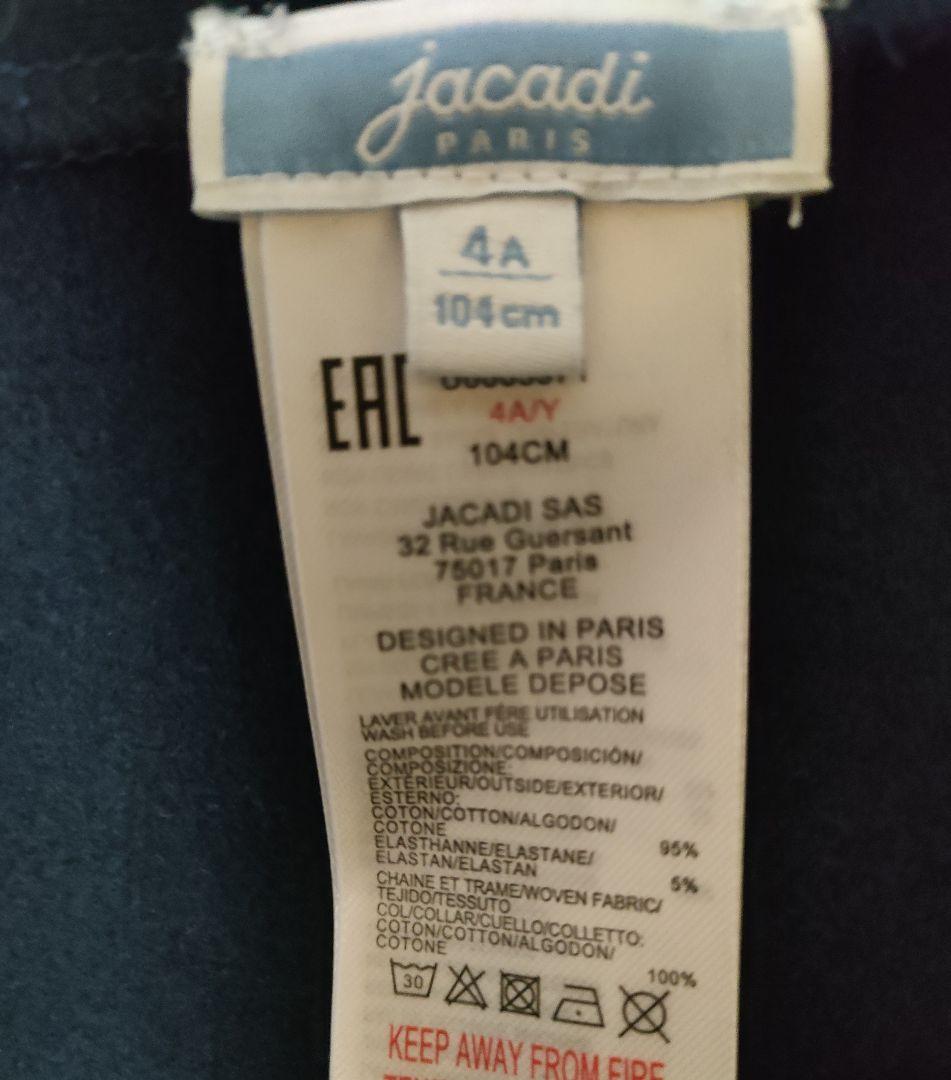 jacadi
PARIS
4A
104cm
EAC
4A/Y
104CM
JACADI SAS
32 Rue Guersant
75017 Paris
FRANCE
DESIGNED IN PARIS
CREE A PARIS
MODELE DEPOSE
LAVER AVANT FÉRE UTILISATION
WASH BEFORE USE
COMPOSITION/COMPOSICIÓN/
COMPOSIZIONE:
EXTÉRIEUR/OUTSIDE/EXTERIOR/
ESTERNO:
COTON/COTTON/ALGODON/
COTONE 95%
ELASTHANNE/ELASTANE/
ELASTAN/ELASTAN 5%
CHAINE ET TRAME/WOVEN FABRIC/
TEJIDO/TESSUTO
COL/COLLAR/CUELLO/COLLETTO:
COTON/COTTON/ALGODON/
COTONE 100%
30
KEEP AWAY FROM FIRE